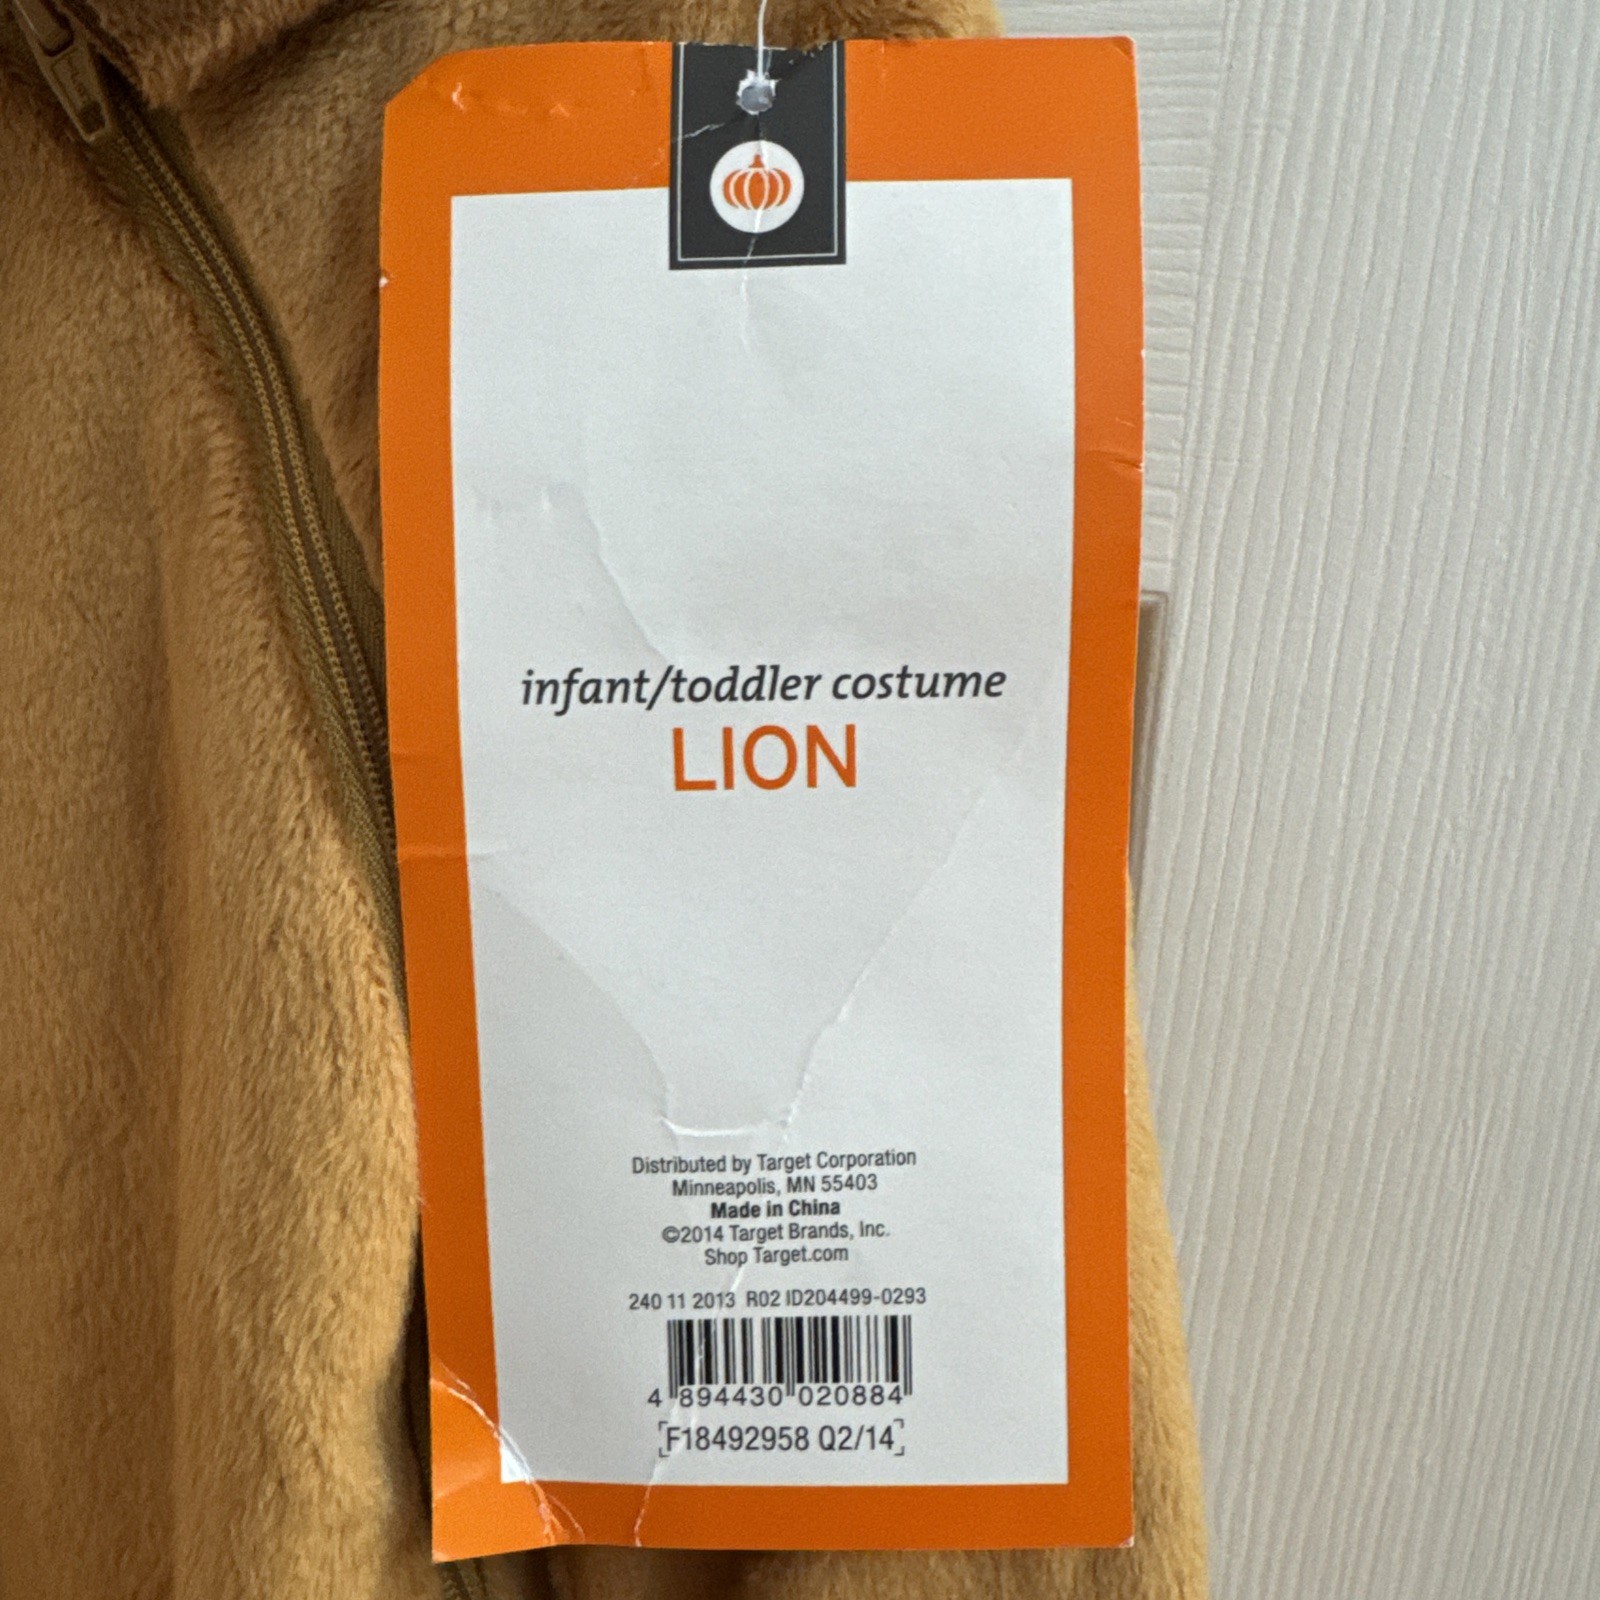 infant/toddler costume
LION
Distributed by Target Corporation
Minneapolis, MN 55403
Made in China
©2014 Target Brands, Inc.
Shop Target.com
240 11 2013 R02 ID204499-0293
4 894430 020884
F18492958 Q2/14